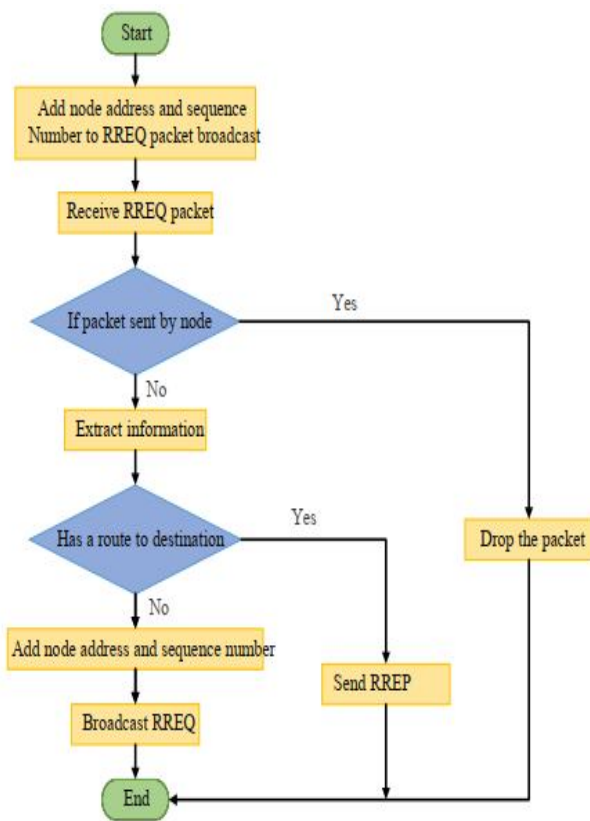 Start
Add node address and sequence
Number to RREQ packet broadcast
Receive RREQ packet
If packet sent by node
Yes
No
Extract information
Has a route to destination
Yes
Drop the packet
No
Add node address and sequence number
Send RREP
Broadcast RREQ
End